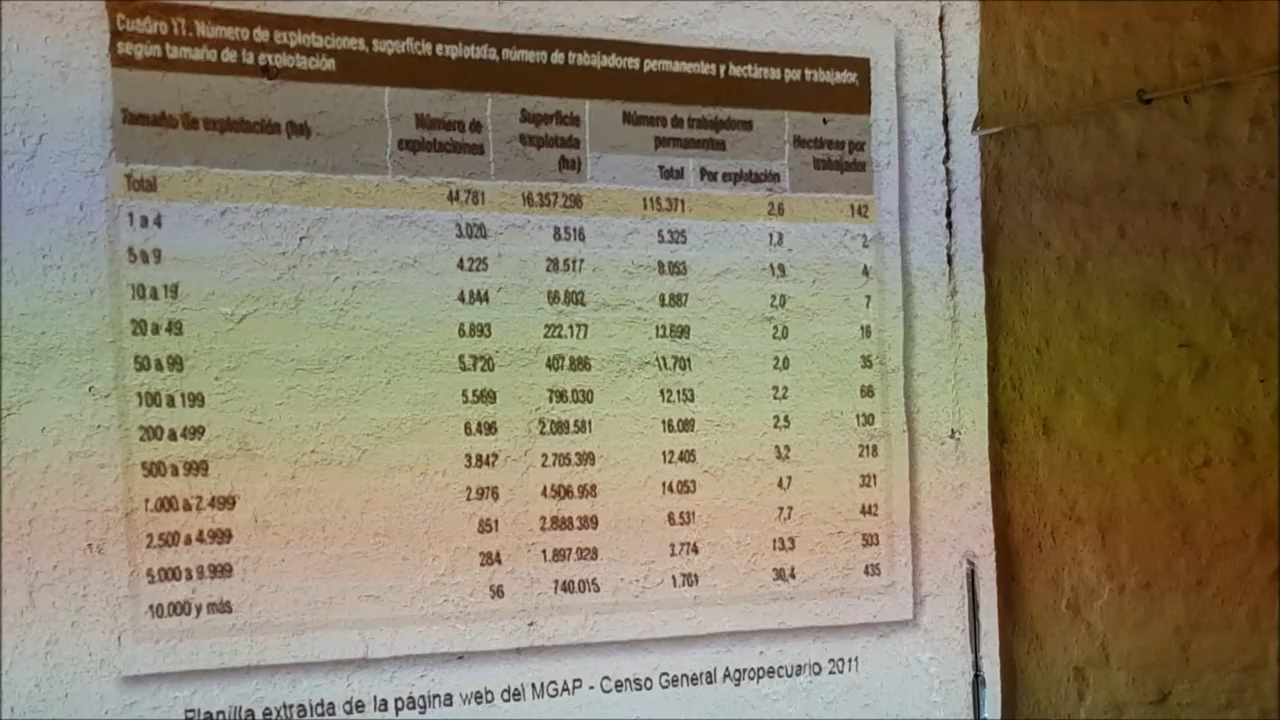 Cuadro 17. Número de explotaciones, superficie explotada, número de trabajadores permanentes y hectáreas por trabajador,
según tamaño de la explotación
Tamaño de explotación (ha) Número de explotaciones Superficie explotada (ha) Número de trabajadores permanentes Hectáreas por trabajador
Total Por explotación
Total 44.781 16.357.298 115.371 2,6 142
1 a 4 3.020 8.516 5.325 1,8 2
5 a 9 4.225 28.517 8.053 1,9 4
10 a 19 4.844 66.802 9.887 2,0 7
20 a 49 6.893 222.177 13.699 2,0 16
50 a 99 5.720 407.886 11.701 2,0 35
100 a 199 5.569 796.030 12.153 2,2 66
200 a 499 6.496 2.089.581 16.089 2,5 130
500 a 999 3.847 2.705.399 12.405 3,2 218
1.000 a 2.499 2.976 4.506.958 14.053 4,7 321
2.500 a 4.999 851 2.888.389 6.531 7,7 442
5.000 a 9.999 284 1.897.028 3.774 13,3 503
10.000 y más 56 740.015 1.701 30,4 435
Planilla extraida de la página web del MGAP - Censo General Agropecuario 2011